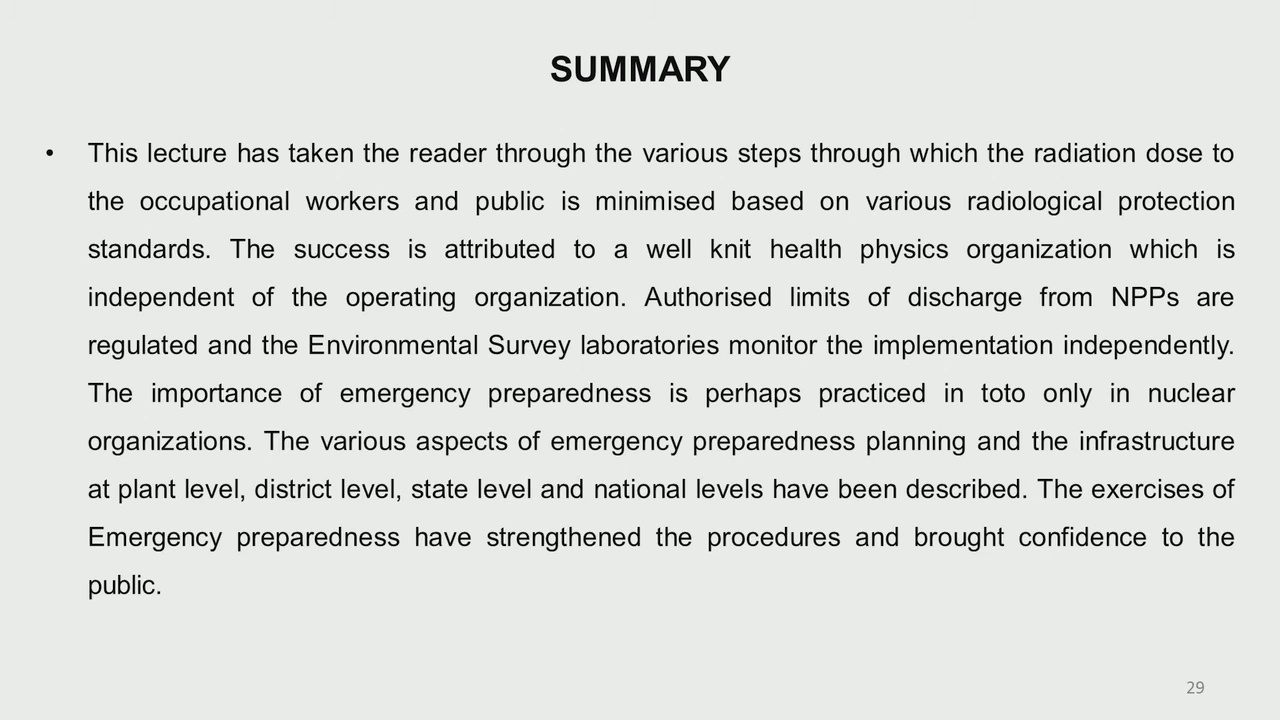 SUMMARY
• This lecture has taken the reader through the various steps through which the radiation dose to
the occupational workers and public is minimised based on various radiological protection
standards. The success is attributed to a well knit health physics organization which is
independent of the operating organization. Authorised limits of discharge from NPPs are
regulated and the Environmental Survey laboratories monitor the implementation independently.
The importance of emergency preparedness is perhaps practiced in toto only in nuclear
organizations. The various aspects of emergency preparedness planning and the infrastructure
at plant level, district level, state level and national levels have been described. The exercises of
Emergency preparedness have strengthened the procedures and brought confidence to the
public.
29